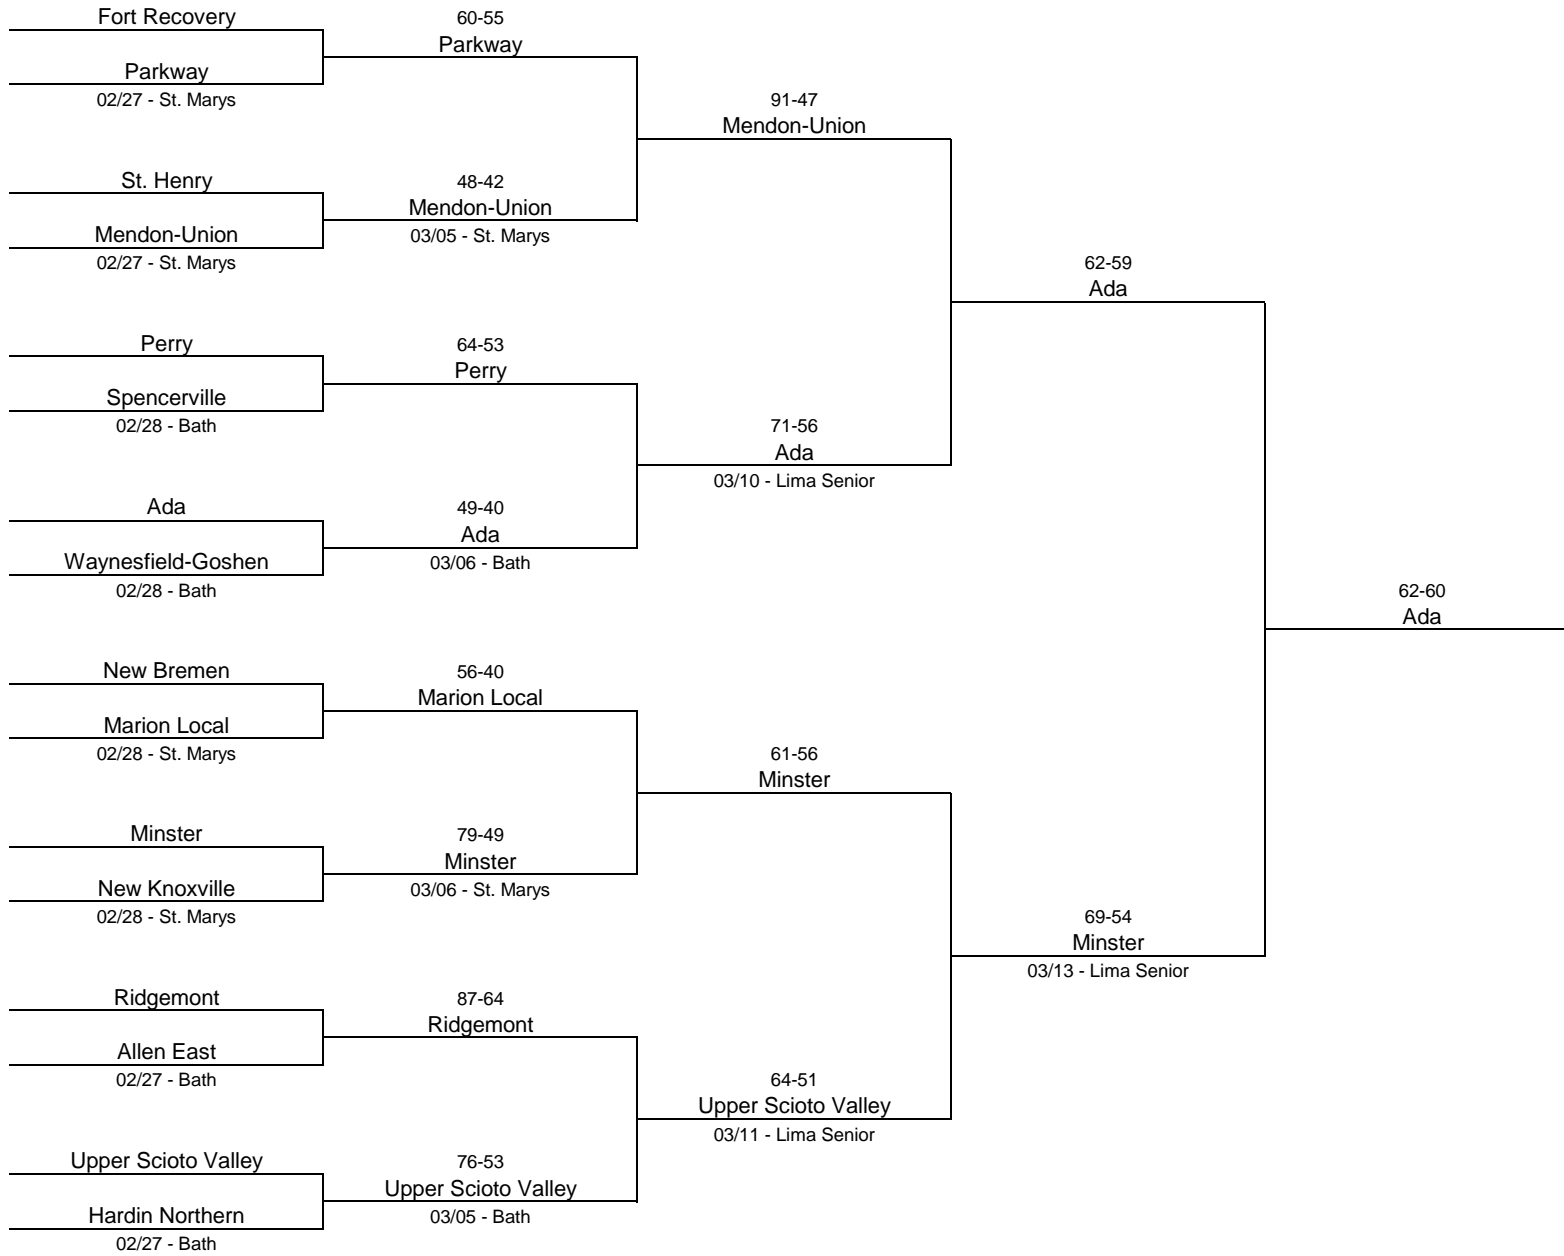 Fort Recovery
Parkway
02/27 - St. Marys
St. Henry
Mendon-Union
02/27 - St. Marys
Perry
Spencerville
02/28 - Bath
Ada
Waynesfield-Goshen
02/28 - Bath
New Bremen
Marion Local
02/28 - St. Marys
Minster
New Knoxville
02/28 - St. Marys
Ridgemont
Allen East
02/27 - Bath
Upper Scioto Valley
Hardin Northern
02/27 - Bath
60-55
Parkway
48-42
Mendon-Union
03/05 - St. Marys
64-53
Perry
49-40
Ada
03/06 - Bath
56-40
Marion Local
79-49
Minster
03/06 - St. Marys
87-64
Ridgemont
76-53
Upper Scioto Valley
03/05 - Bath
91-47
Mendon-Union
71-56
Ada
03/10 - Lima Senior
61-56
Minster
64-51
Upper Scioto Valley
03/11 - Lima Senior
62-59
Ada
69-54
Minster
03/13 - Lima Senior
62-60
Ada